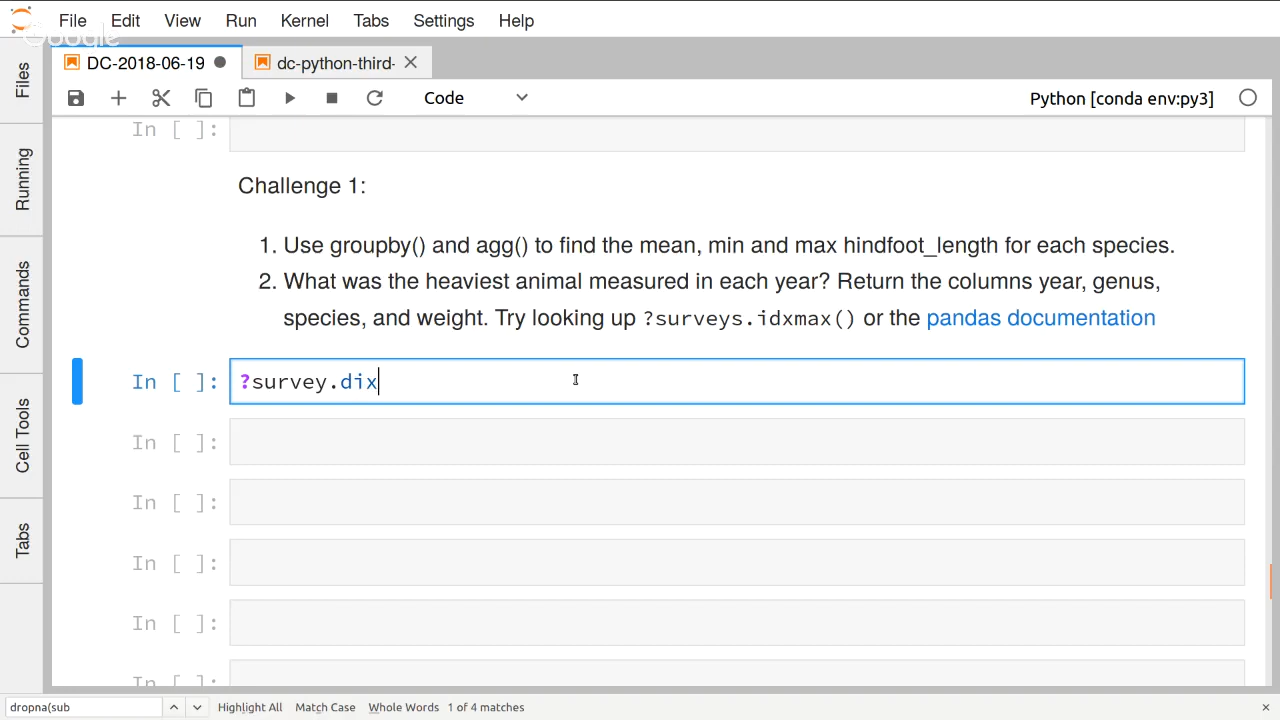 File Edit View Run Kernel Tabs Settings Help
Google
DC-2018-06-19 dc-python-third-
Code Python [conda env:py3]
Files
Running
Commands
Cell Tools
Tabs
In [ ]:
Challenge 1:
1. Use groupby() and agg() to find the mean, min and max hindfoot_length for each species.
2. What was the heaviest animal measured in each year? Return the columns year, genus,
species, and weight. Try looking up ?surveys.idxmax() or the pandas documentation
In [ ]: ?survey.dix
In [ ]:
In [ ]:
In [ ]:
In [ ]:
In [ ]:
dropna(sub Highlight All Match Case Whole Words 1 of 4 matches